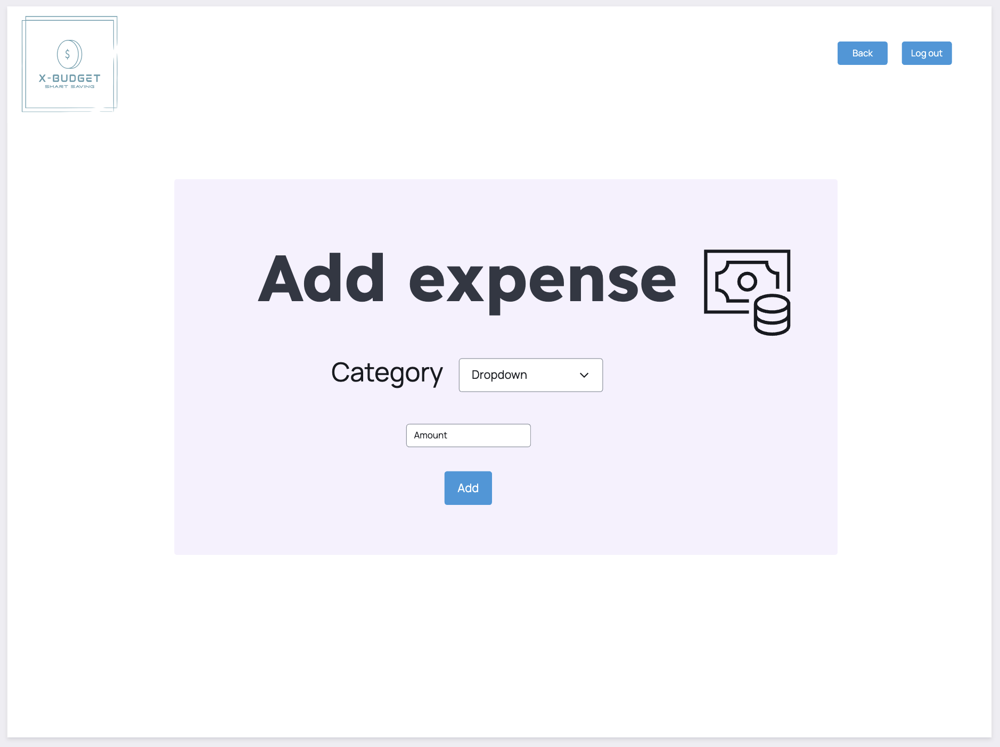 $
X-BUDGET
SMART SAVING
Back
Log out
Add expense
Category
Dropdown
Amount
Add